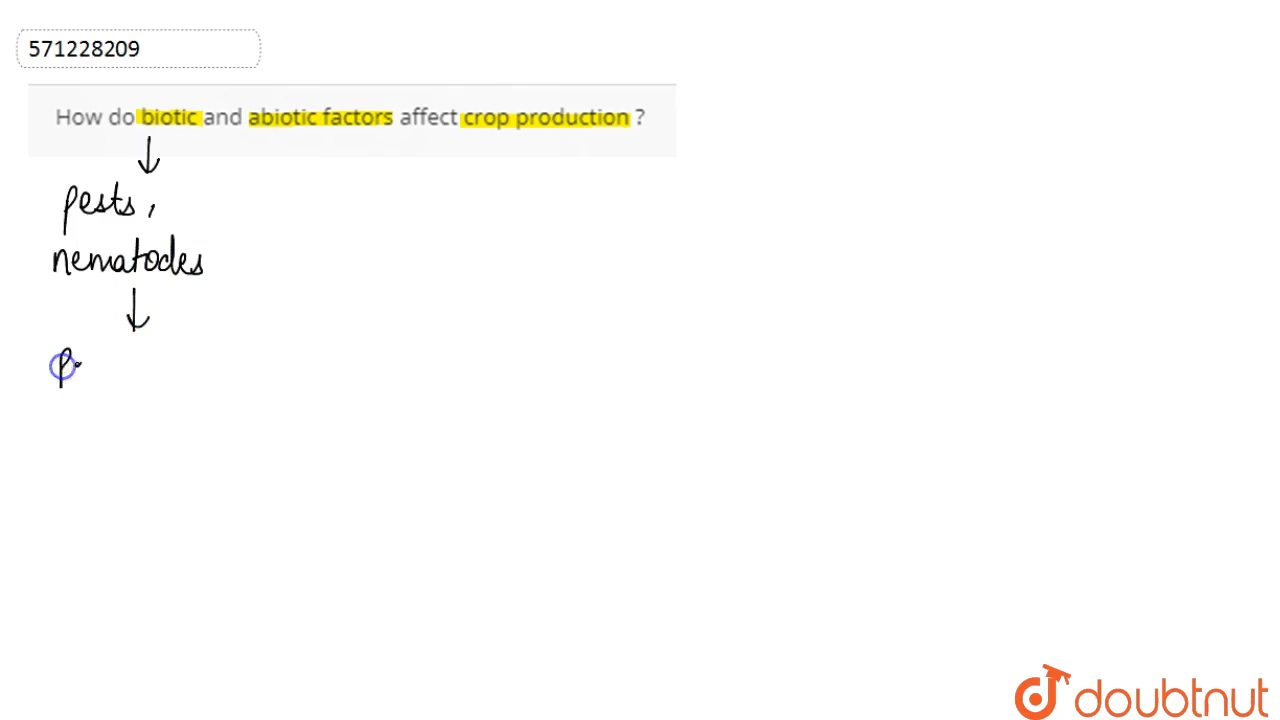 571228209
How do biotic and abiotic factors affect crop production ?
pests,
nematodes
p
doubtnut